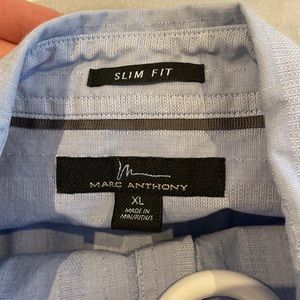 SLIM FIT
MARC ANTHONY
XL
MADE IN
MAURITIUS